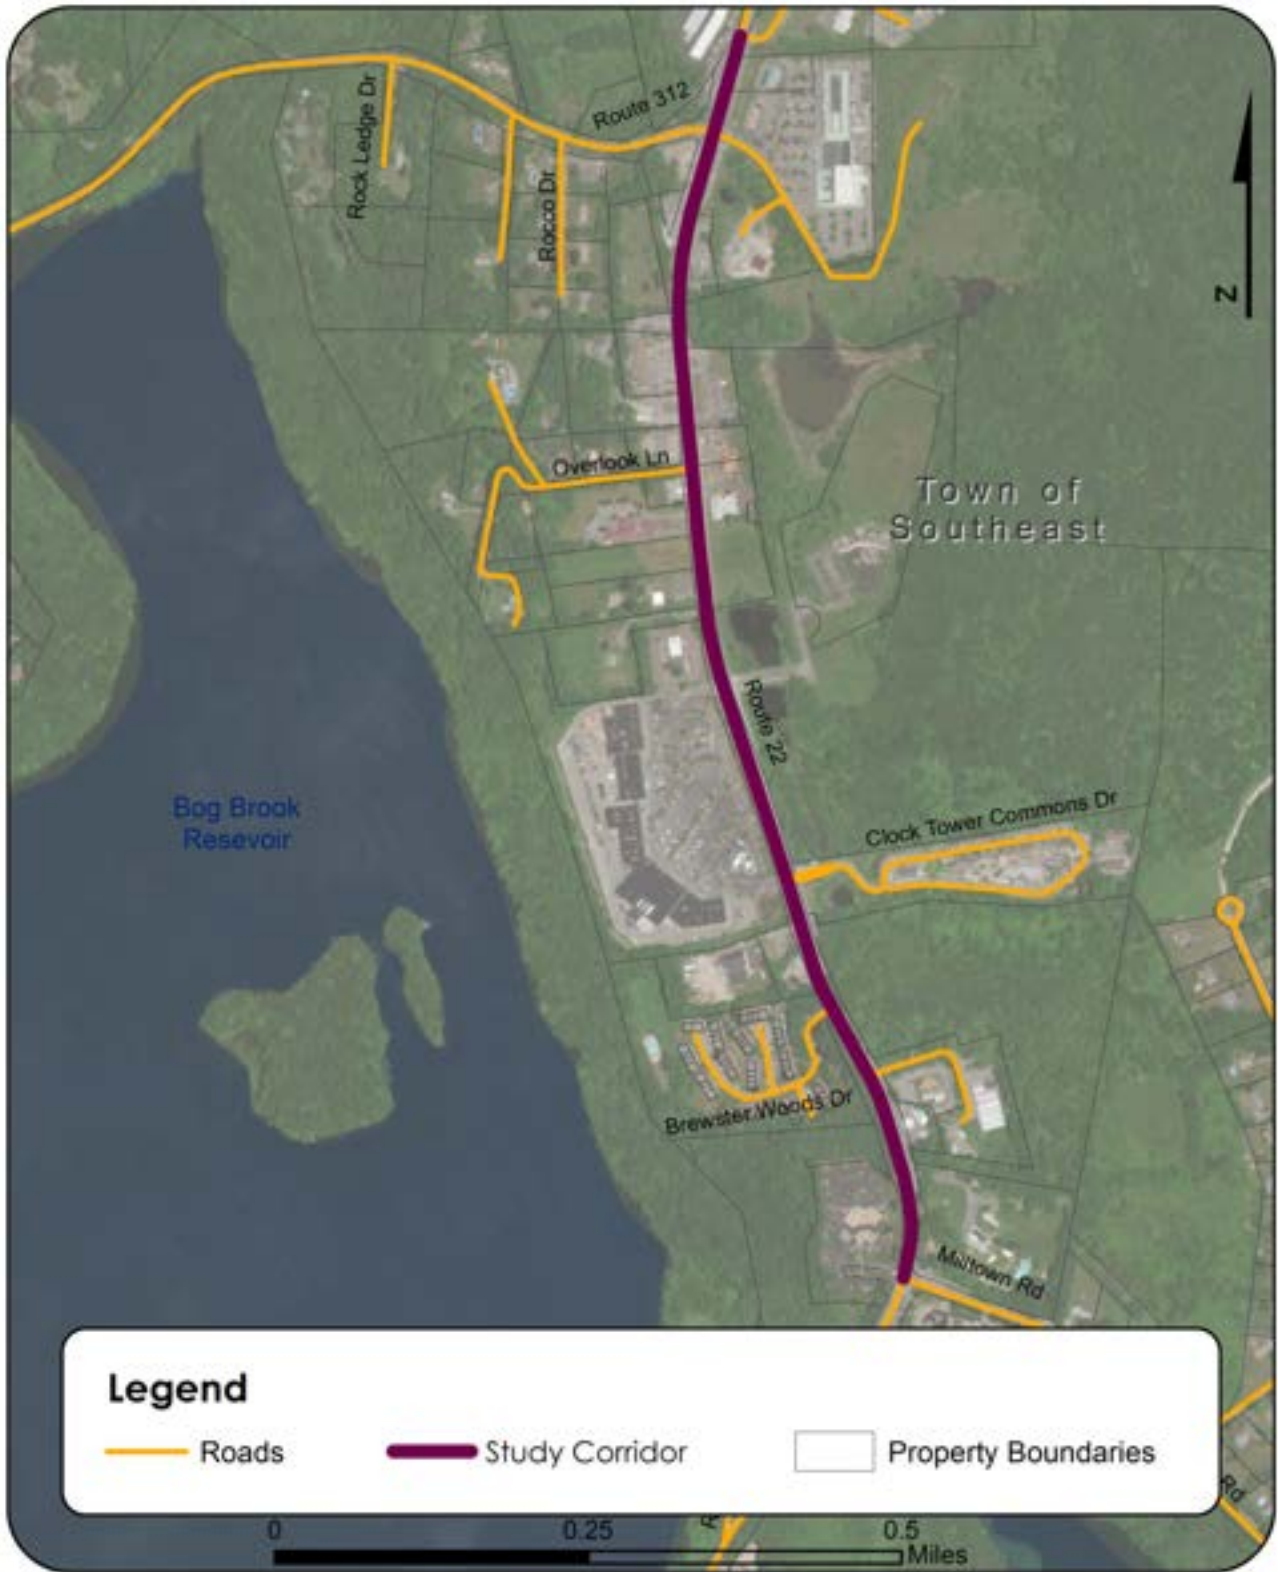 Route 312
Rock Ledge Dr
Rocco Dr
N
Overlook Ln
Town of
Southeast
Route 22
Bog Brook
Resevoir
Clock Tower Commons Dr
Brewster Woods Dr
Milltown Rd
Legend
Roads
Study Corridor
Property Boundaries
Rd
0
0.25
0.5
Miles